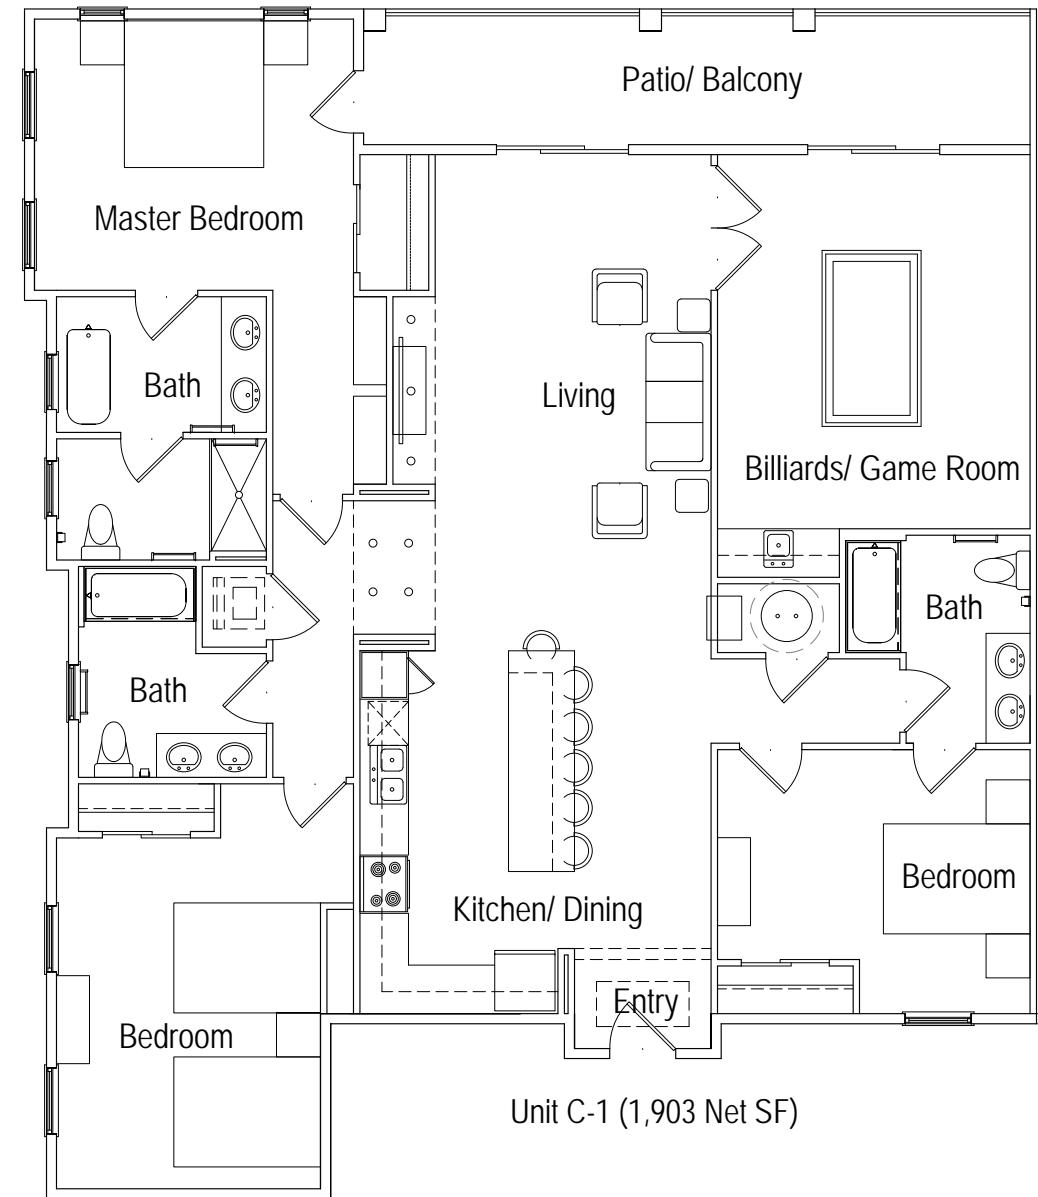 Patio/ Balcony
Master Bedroom
Bath
Living
Billiards/ Game Room
Bath
Bath
Bedroom
Kitchen/ Dining
Entry
Bedroom
Unit C-1 (1,903 Net SF)